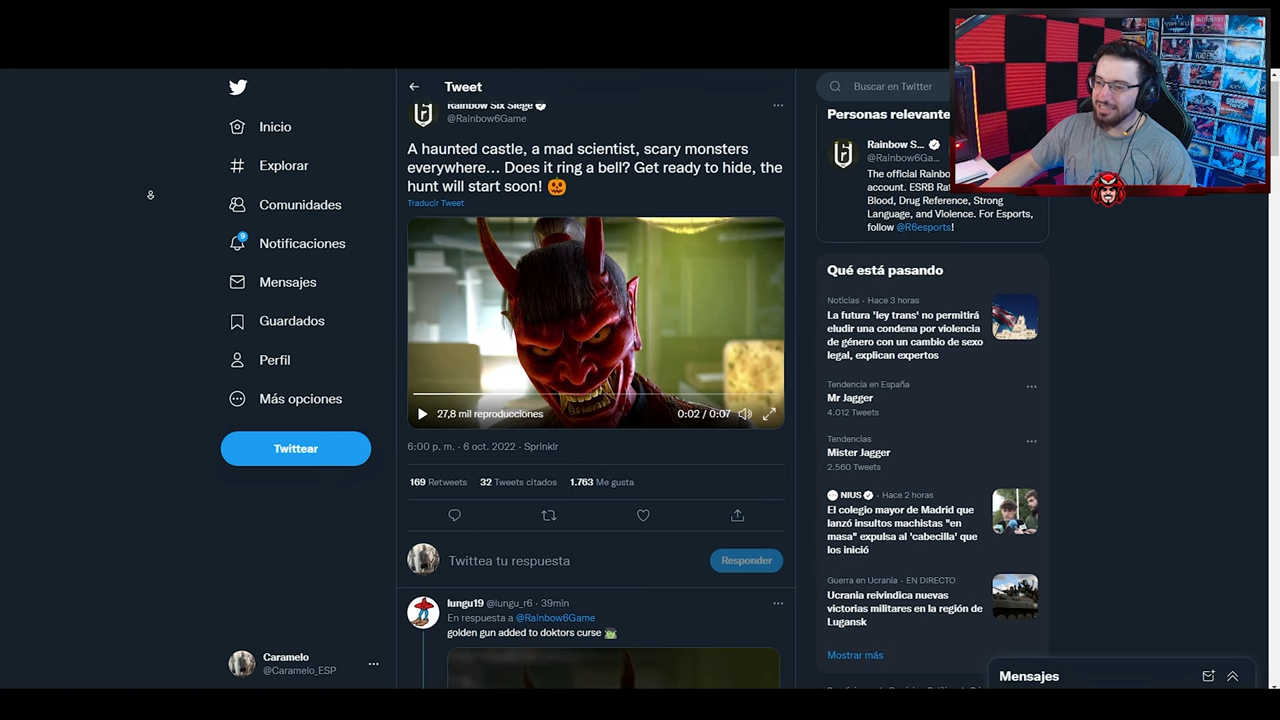 Tweet
Rainbow Six Siege
@Rainbow6Game
A haunted castle, a mad scientist, scary monsters
everywhere... Does it ring a bell? Get ready to hide, the
hunt will start soon! 🎃
Traducir Tweet
27,8 mil reproducciones
0:02 / 0:07
6:00 p. m. · 6 oct. 2022 · Sprinklr
169 Retweets 32 Tweets citados 1.763 Me gusta
Twittea tu respuesta
Responder
lungu19 @lungu_r6 · 39min
En respuesta a @Rainbow6Game
golden gun added to doktors curse
Inicio
Explorar
Comunidades
9
Notificaciones
Mensajes
Guardados
Perfil
Más opciones
Twittear
Caramelo
@Caramelo_ESP
Buscar en Twitter
Personas relevante
Rainbow S...
@Rainbow6Ga...
The official Rainbo
account. ESRB Rat
Blood, Drug Reference, Strong
Language, and Violence. For Esports,
follow @R6esports!
Qué está pasando
Noticias · Hace 3 horas
La futura 'ley trans' no permitirá
eludir una condena por violencia
de género con un cambio de sexo
legal, explican expertos
Tendencia en España
Mr Jagger
4.012 Tweets
Tendencias
Mister Jagger
2.560 Tweets
NIUS · Hace 2 horas
El colegio mayor de Madrid que
lanzó insultos machistas "en
masa" expulsa al 'cabecilla' que
los inició
Guerra en Ucrania · EN DIRECTO
Ucrania reivindica nuevas
victorias militares en la región de
Lugansk
Mostrar más
Mensajes